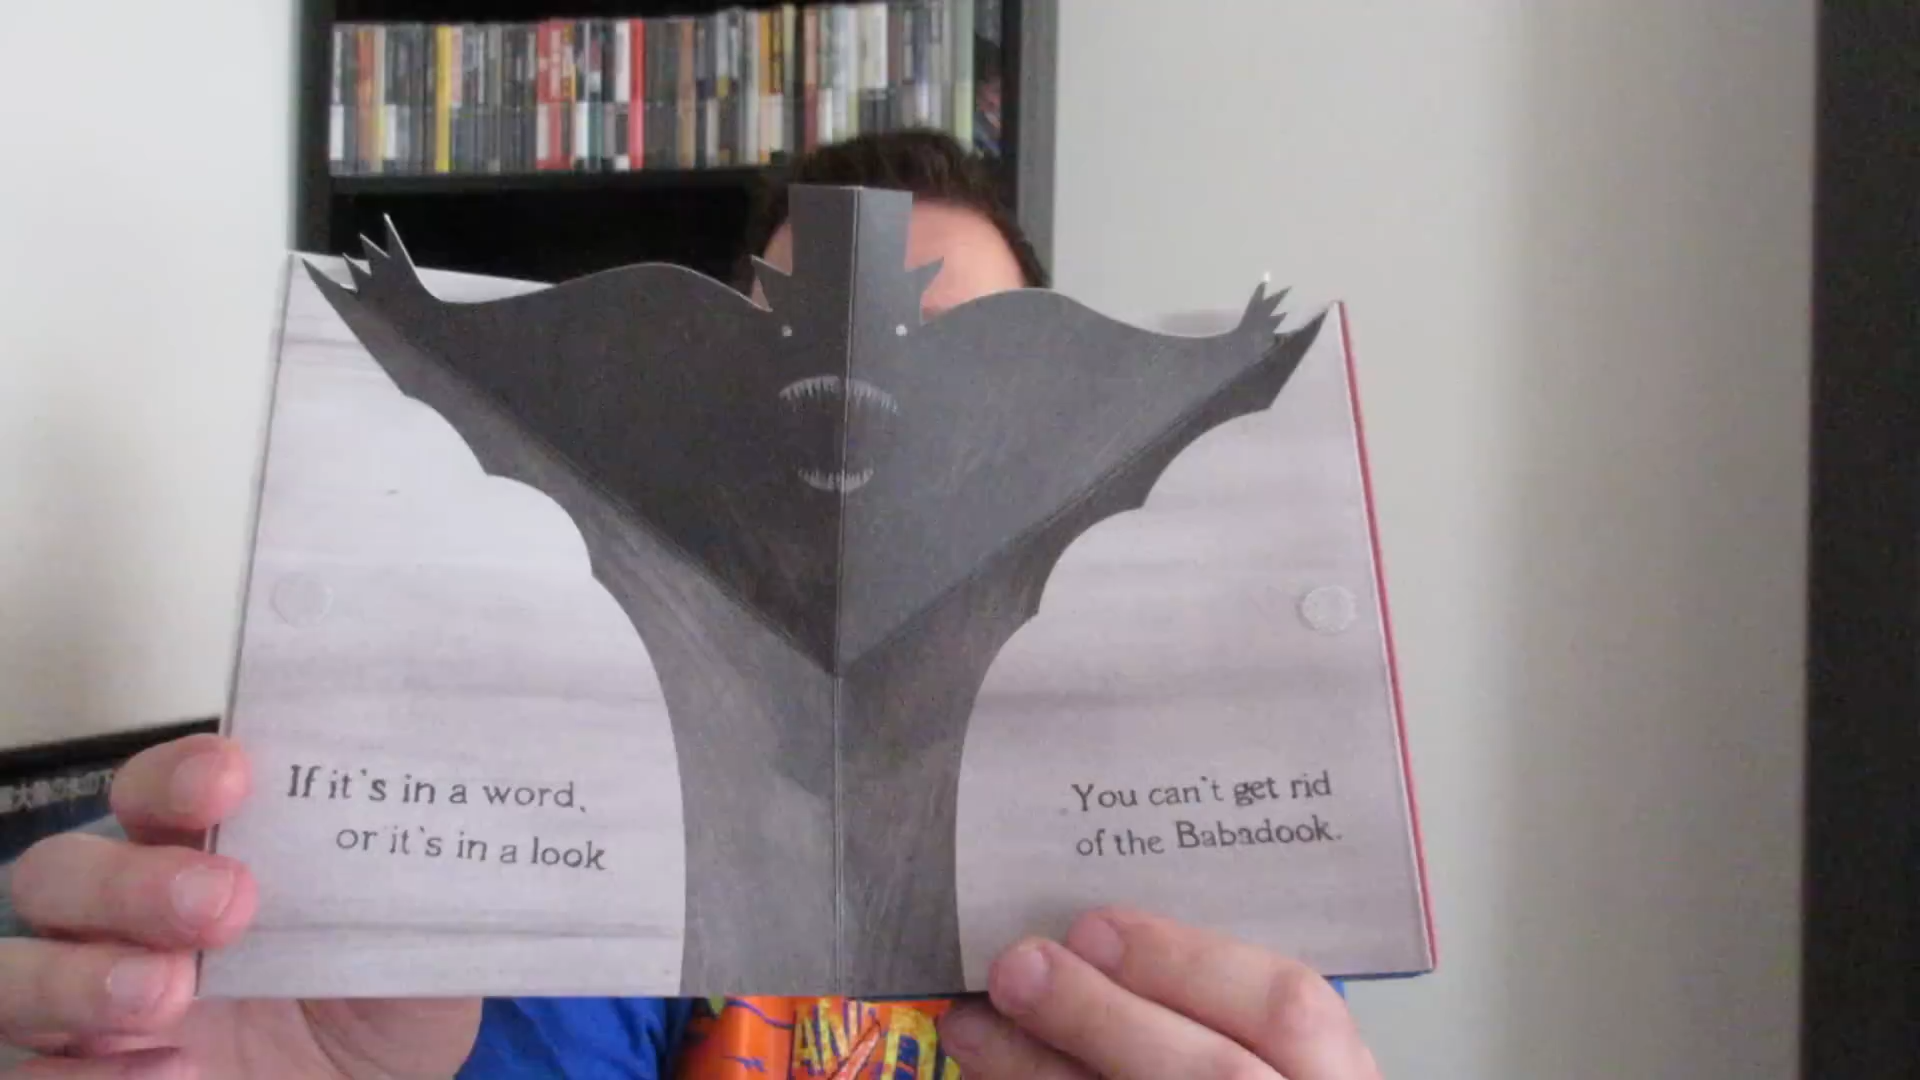 If it's in a word,
or it's in a look
You can't get rid
of the Babadook.